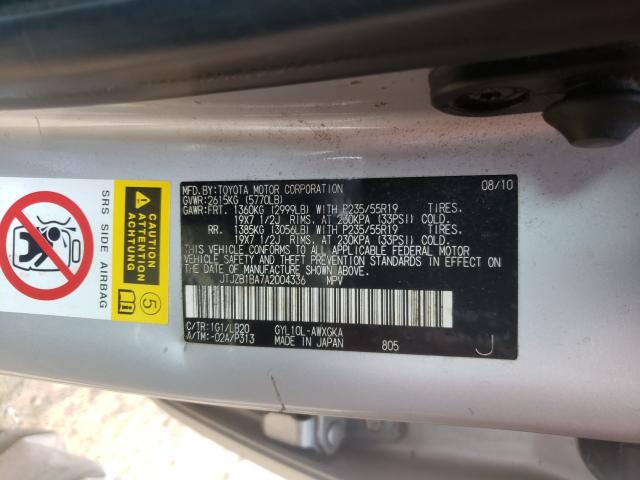 MFD.BY:TOYOTA MOTOR CORPORATION 08/10
GVWR:2615KG (5770LB)
GAWR:FRT. 1360KG (2999LB) WITH P235/55R19 TIRES.
19X7 1/2J RIMS, AT 230KPA (33PSI) COLD.
RR. 1385KG (3056LB) WITH P235/55R19 TIRES.
19X7 1/2J RIMS, AT 230KPA (33PSI) COLD.
THIS VEHICLE CONFORMS TO ALL APPLICABLE FEDERAL MOTOR
VEHICLE SAFETY AND THEFT PREVENTION STANDARDS IN EFFECT ON
THE DATE OF MANUFACTURE SHOWN ABOVE.
JTJZB1BA7A2004336 MPV
C/TR:1G1/LB20 GYL10L-AWXGKA
A/TM:-02A/P313 MADE IN JAPAN 805 J
SRS SIDE AIRBAG
CAUTION
ATTENTION
ACHTUNG
5